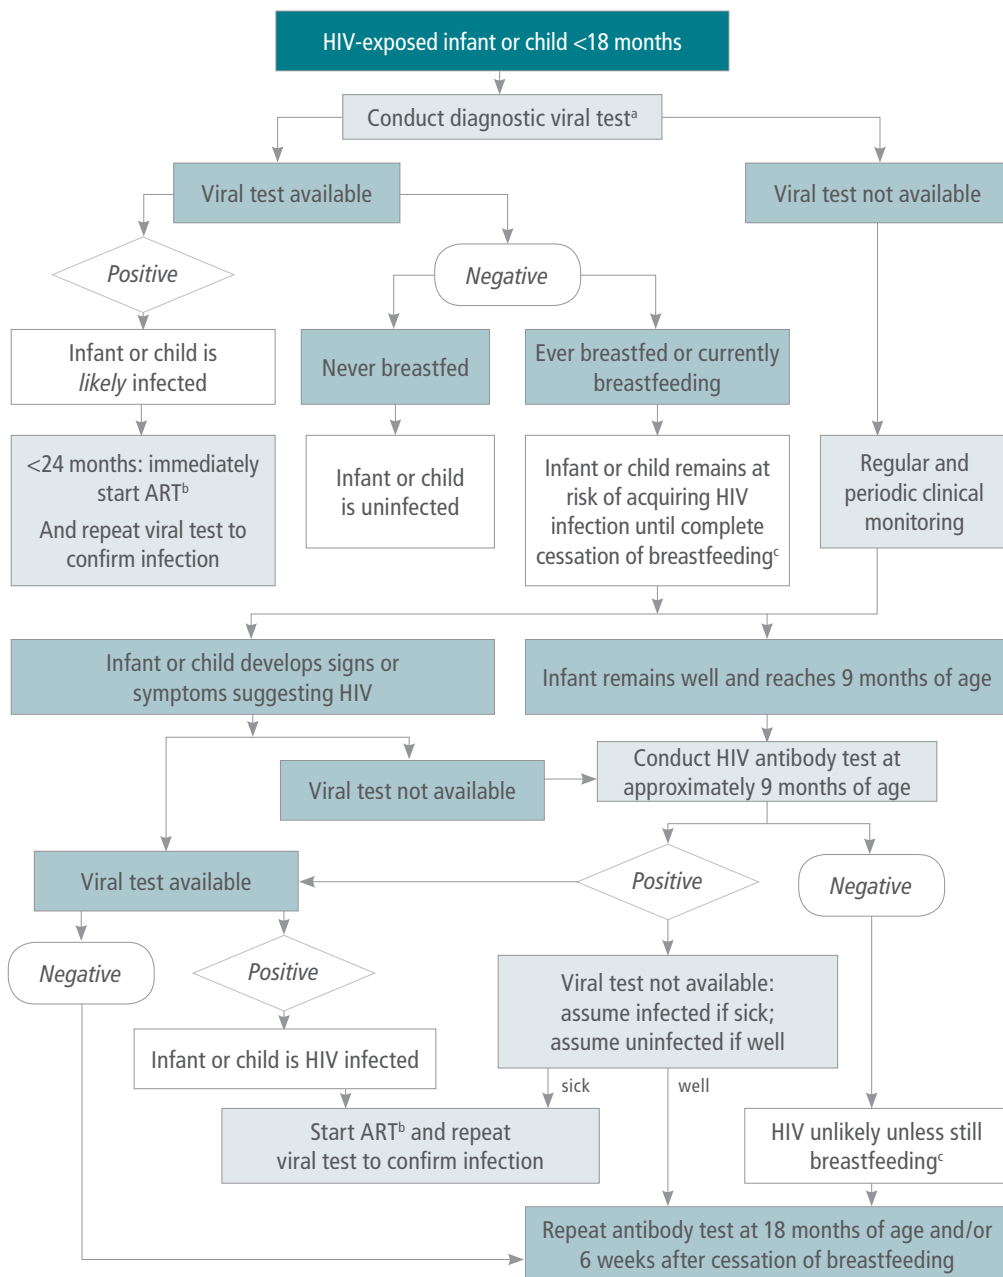 HIV-exposed infant or child <18 months
Conduct diagnostic viral testᵃ
Viral test available
Viral test not available
Positive
Negative
Infant or child is
likely infected
Never breastfed
Ever breastfed or currently
breastfeeding
<24 months: immediately
start ARTᵇ
And repeat viral test to
confirm infection
Infant or child
is uninfected
Infant or child remains at
risk of acquiring HIV
infection until complete
cessation of breastfeedingᶜ
Regular and
periodic clinical
monitoring
Infant or child develops signs or
symptoms suggesting HIV
Infant remains well and reaches 9 months of age
Viral test not available
Conduct HIV antibody test at
approximately 9 months of age
Viral test available
Positive
Negative
Negative
Positive
Viral test not available:
assume infected if sick;
assume uninfected if well
Infant or child is HIV infected
sick
well
Start ARTᵇ and repeat
viral test to confirm infection
HIV unlikely unless still
breastfeedingᶜ
Repeat antibody test at 18 months of age and/or
6 weeks after cessation of breastfeeding